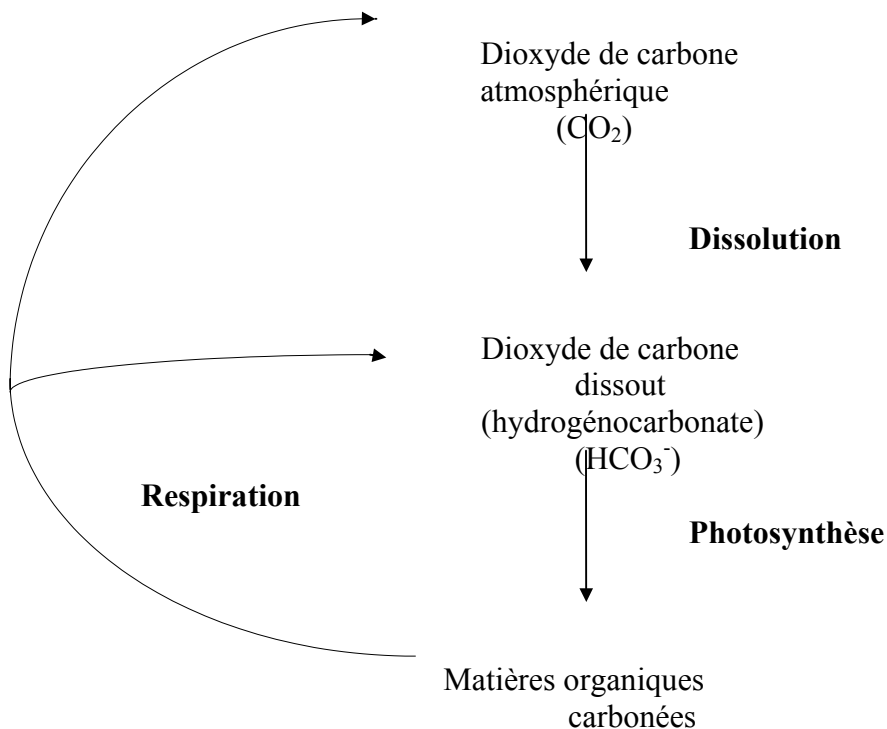 Dioxyde de carbone
atmosphérique
(CO₂)
Dissolution
Dioxyde de carbone
dissout
(hydrogénocarbonate)
(HCO₃⁻)
Respiration
Photosynthèse
Matières organiques
carbonées